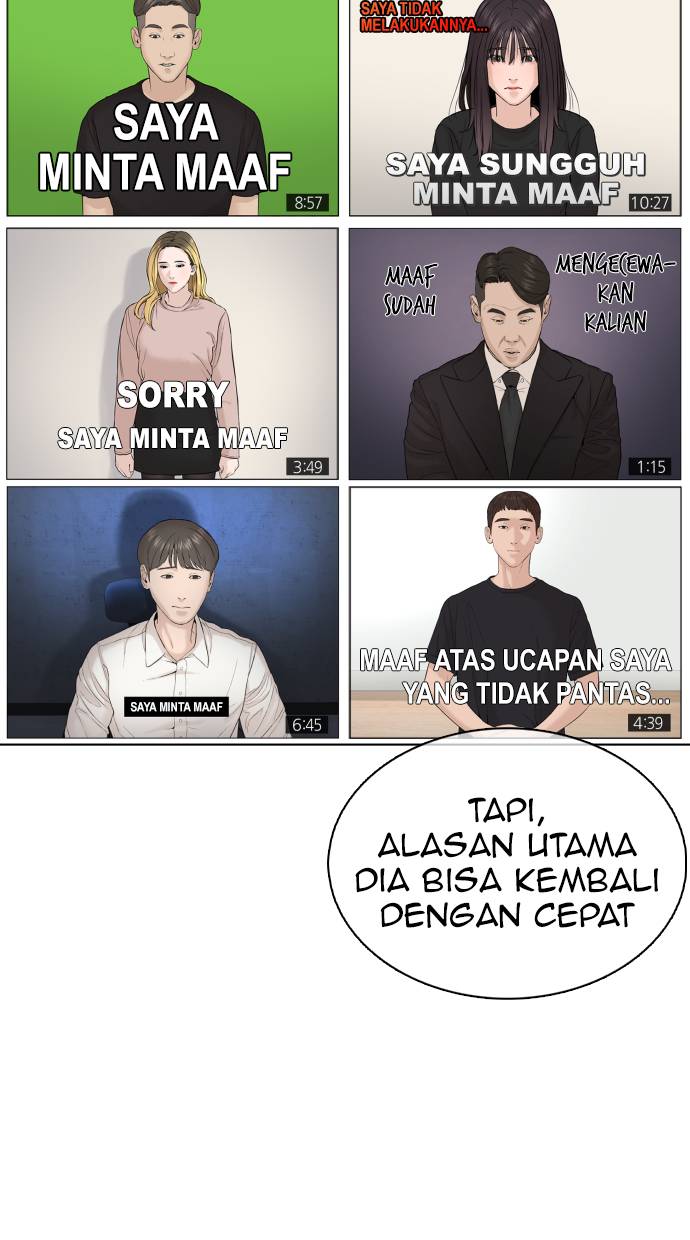 SAYA
MINTA MAAF
8:57
SAYA TIDAK
MELAKUKANNYA...
SAYA SUNGGUH
MINTA MAAF
10:27
SORRY
SAYA MINTA MAAF
3:49
MAAF
SUDAH
MENGECEWA-
KAN
KALIAN
1:15
SAYA MINTA MAAF
6:45
MAAF ATAS UCAPAN SAYA
YANG TIDAK PANTAS...
4:39
TAPI,
ALASAN UTAMA
DIA BISA KEMBALI
DENGAN CEPAT